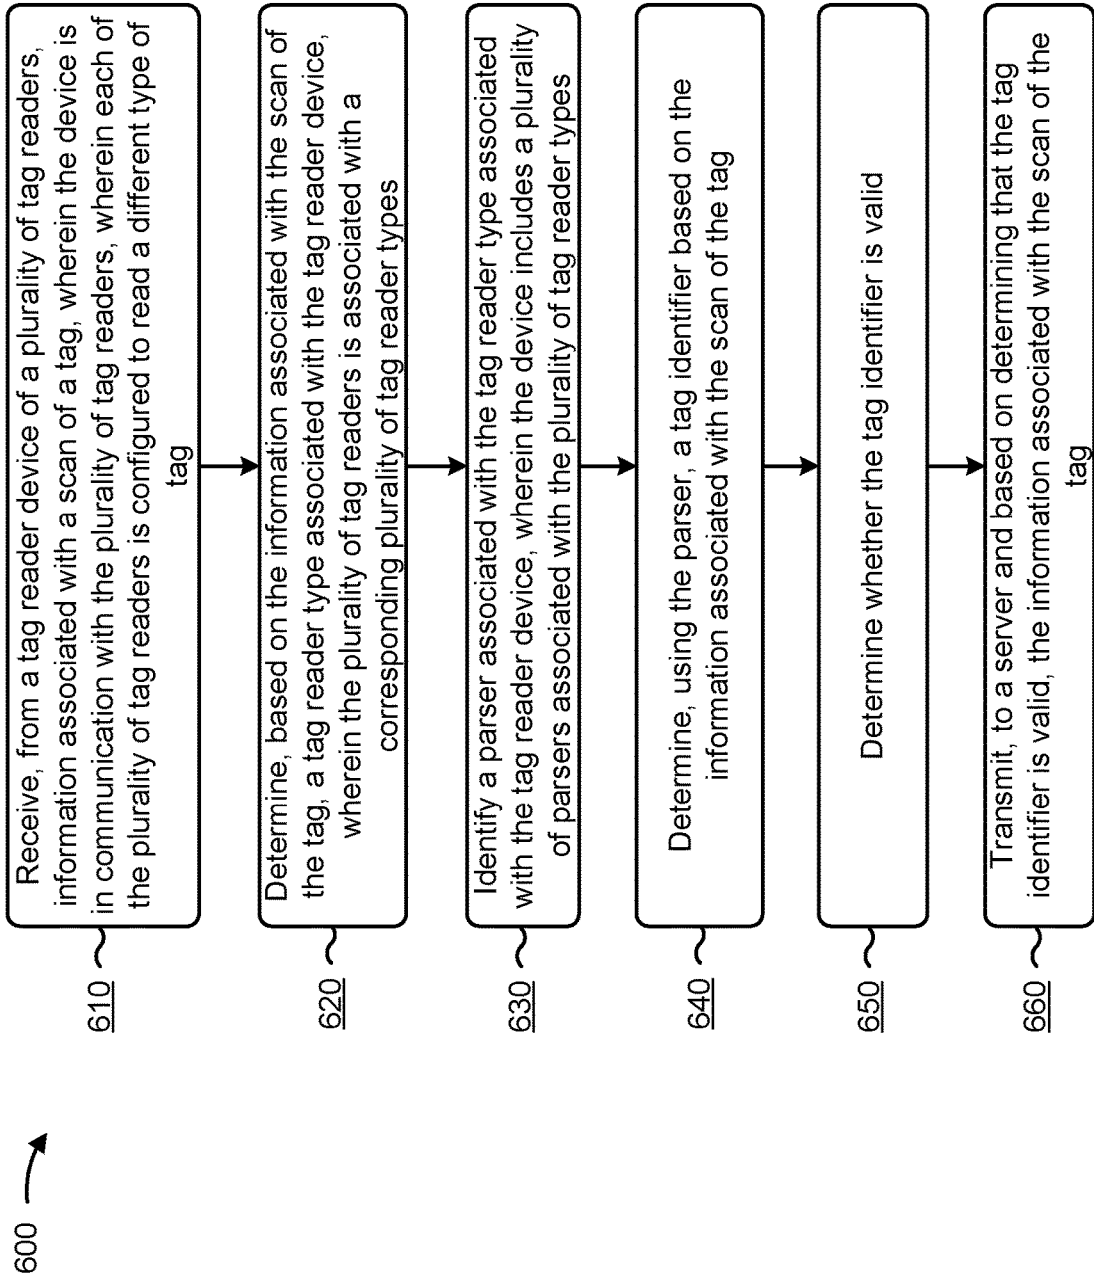 600
610
Receive, from a tag reader device of a plurality of tag readers,
information associated with a scan of a tag, wherein the device is
in communication with the plurality of tag readers, wherein each of
the plurality of tag readers is configured to read a different type of
tag
620
Determine, based on the information associated with the scan of
the tag, a tag reader type associated with the tag reader device,
wherein the plurality of tag readers is associated with a
corresponding plurality of tag reader types
630
Identify a parser associated with the tag reader type associated
with the tag reader device, wherein the device includes a plurality
of parsers associated with the plurality of tag reader types
640
Determine, using the parser, a tag identifier based on the
information associated with the scan of the tag
650
Determine whether the tag identifier is valid
660
Transmit, to a server and based on determining that the tag
identifier is valid, the information associated with the scan of the
tag